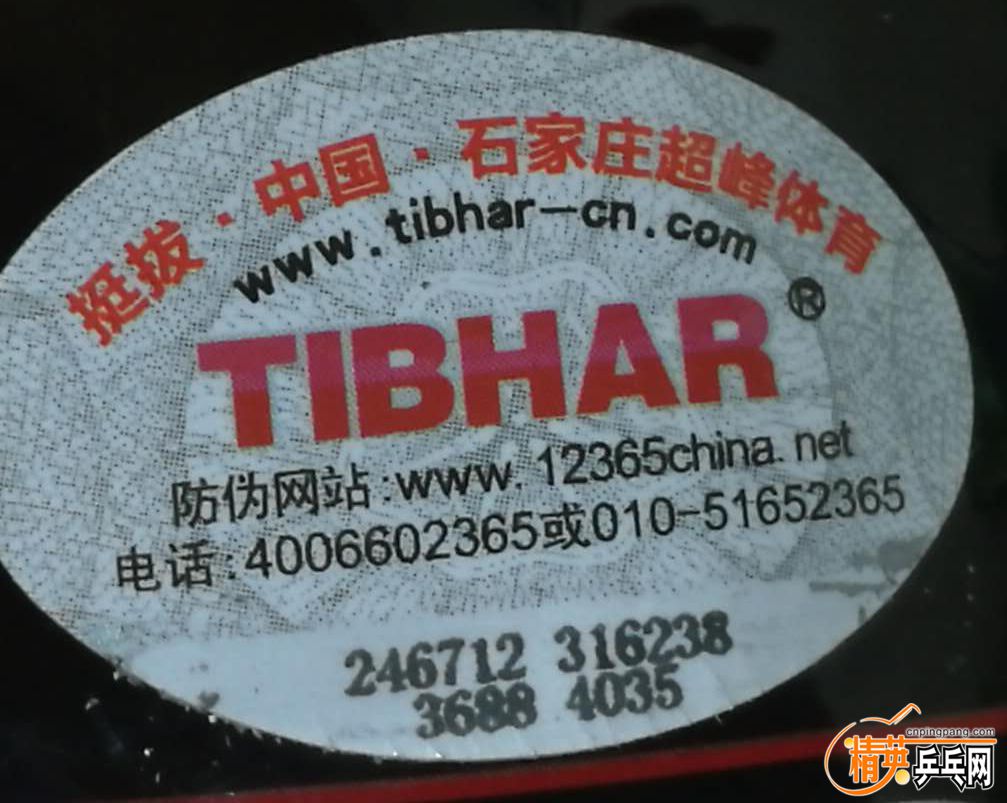 挺拔·中国·石家庄超峰体育
www.tibhar-cn.com
TIBHAR®
防伪网站:www.12365china.net
电话:4006602365或010-51652365
246712 316238
3688 4035
cnpingpang.com
精英乒乓网